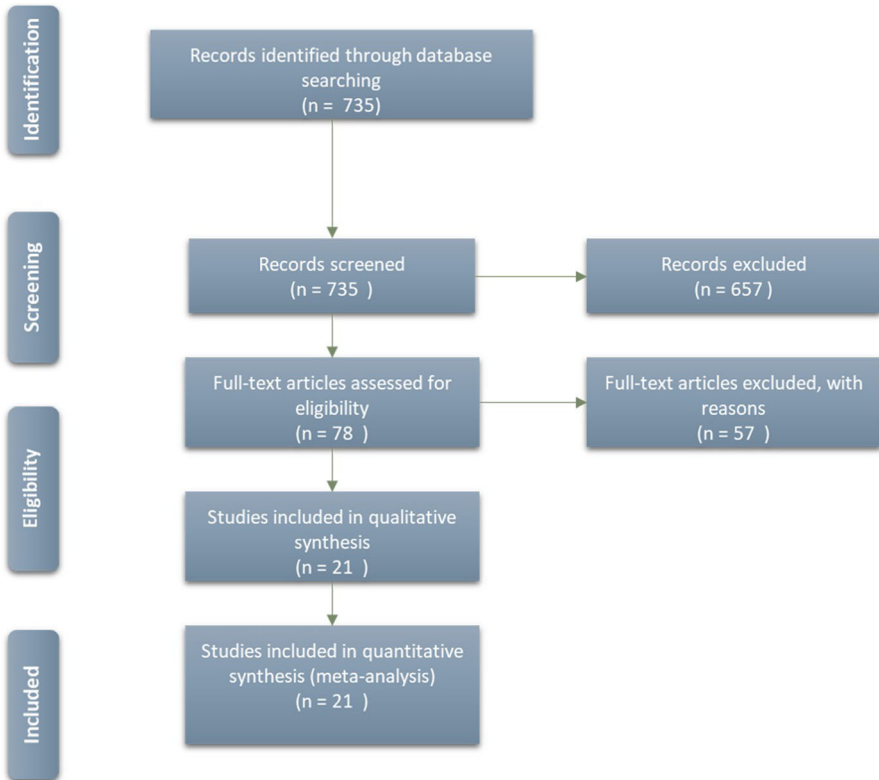 Identification
Records identified through database
searching
(n = 735)
Screening
Records screened
(n = 735 )
Records excluded
(n = 657 )
Full-text articles assessed for
eligibility
(n = 78 )
Full-text articles excluded, with
reasons
(n = 57 )
Eligibility
Studies included in qualitative
synthesis
(n = 21 )
Included
Studies included in quantitative
synthesis (meta-analysis)
(n = 21 )